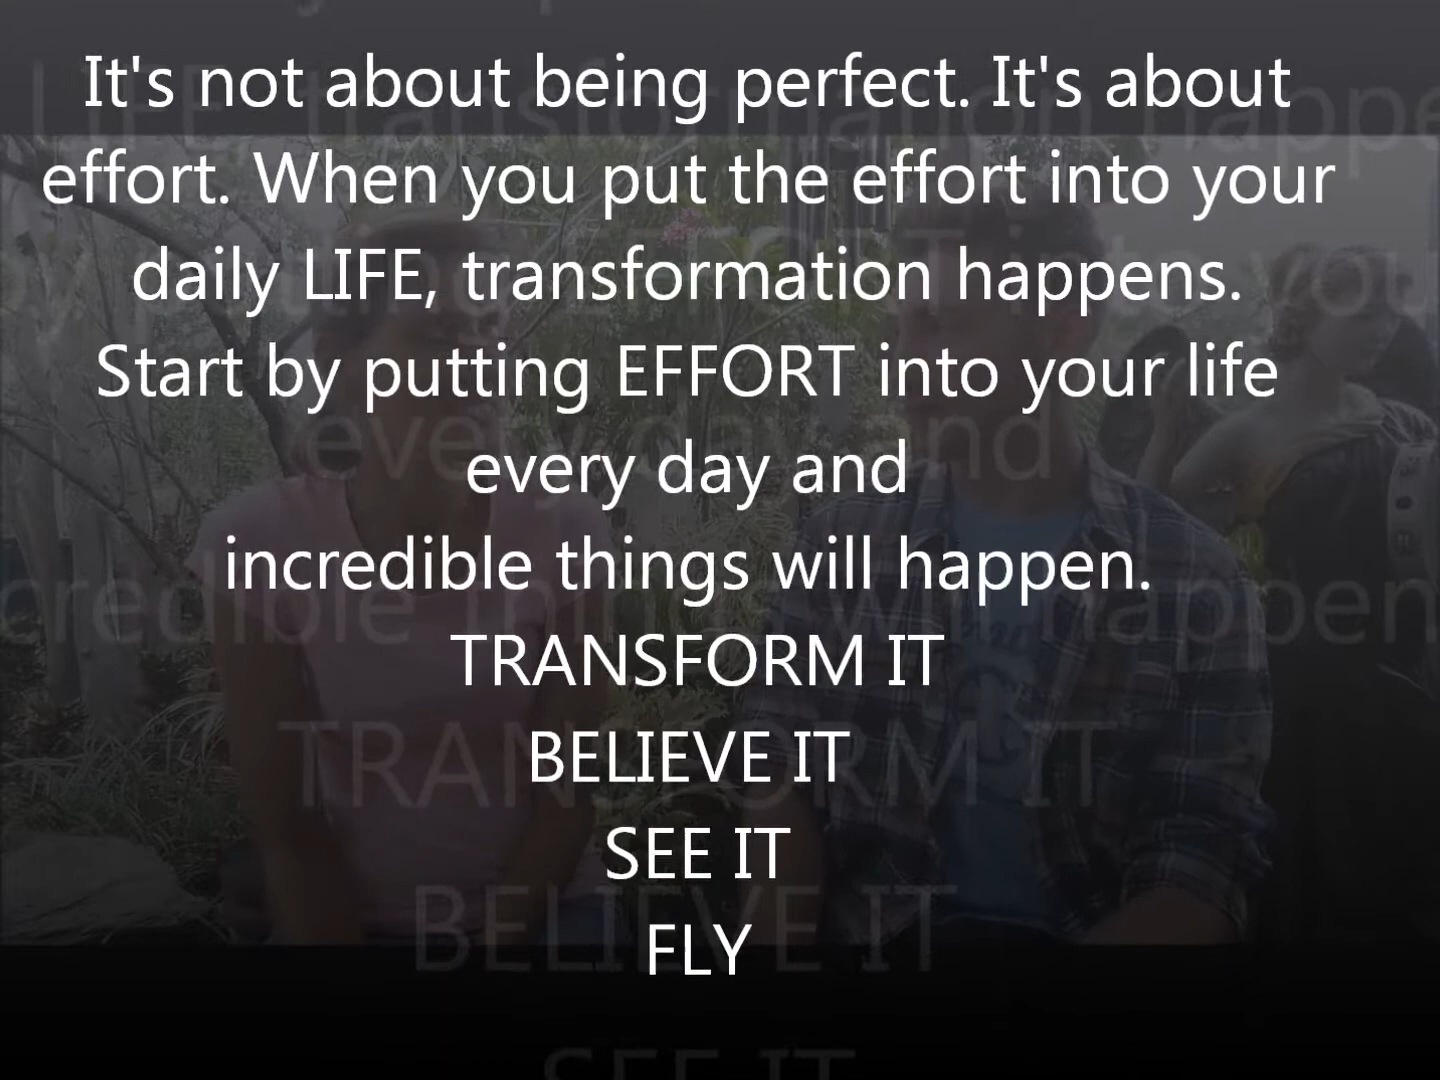 It's not about being perfect. It's about
effort. When you put the effort into your
daily LIFE, transformation happens.
Start by putting EFFORT into your life
every day and
incredible things will happen.
TRANSFORM IT
BELIEVE IT
SEE IT
FLY